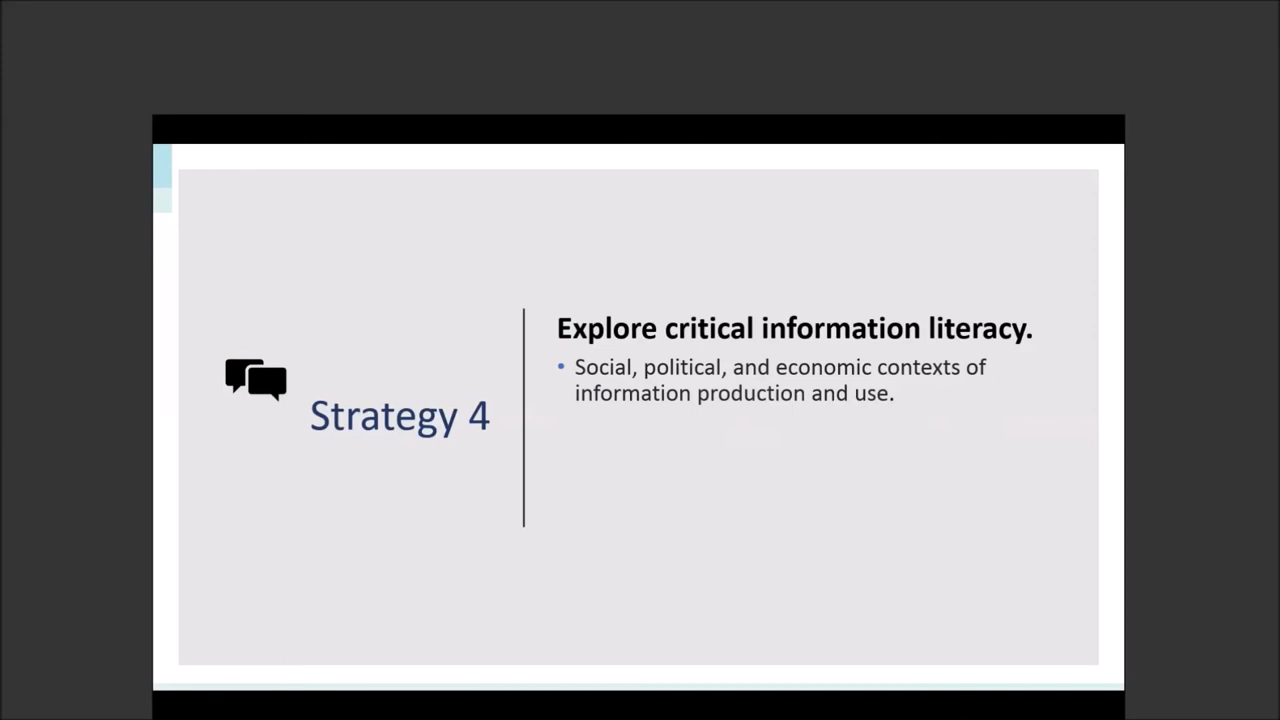 Strategy 4
Explore critical information literacy.
• Social, political, and economic contexts of
information production and use.